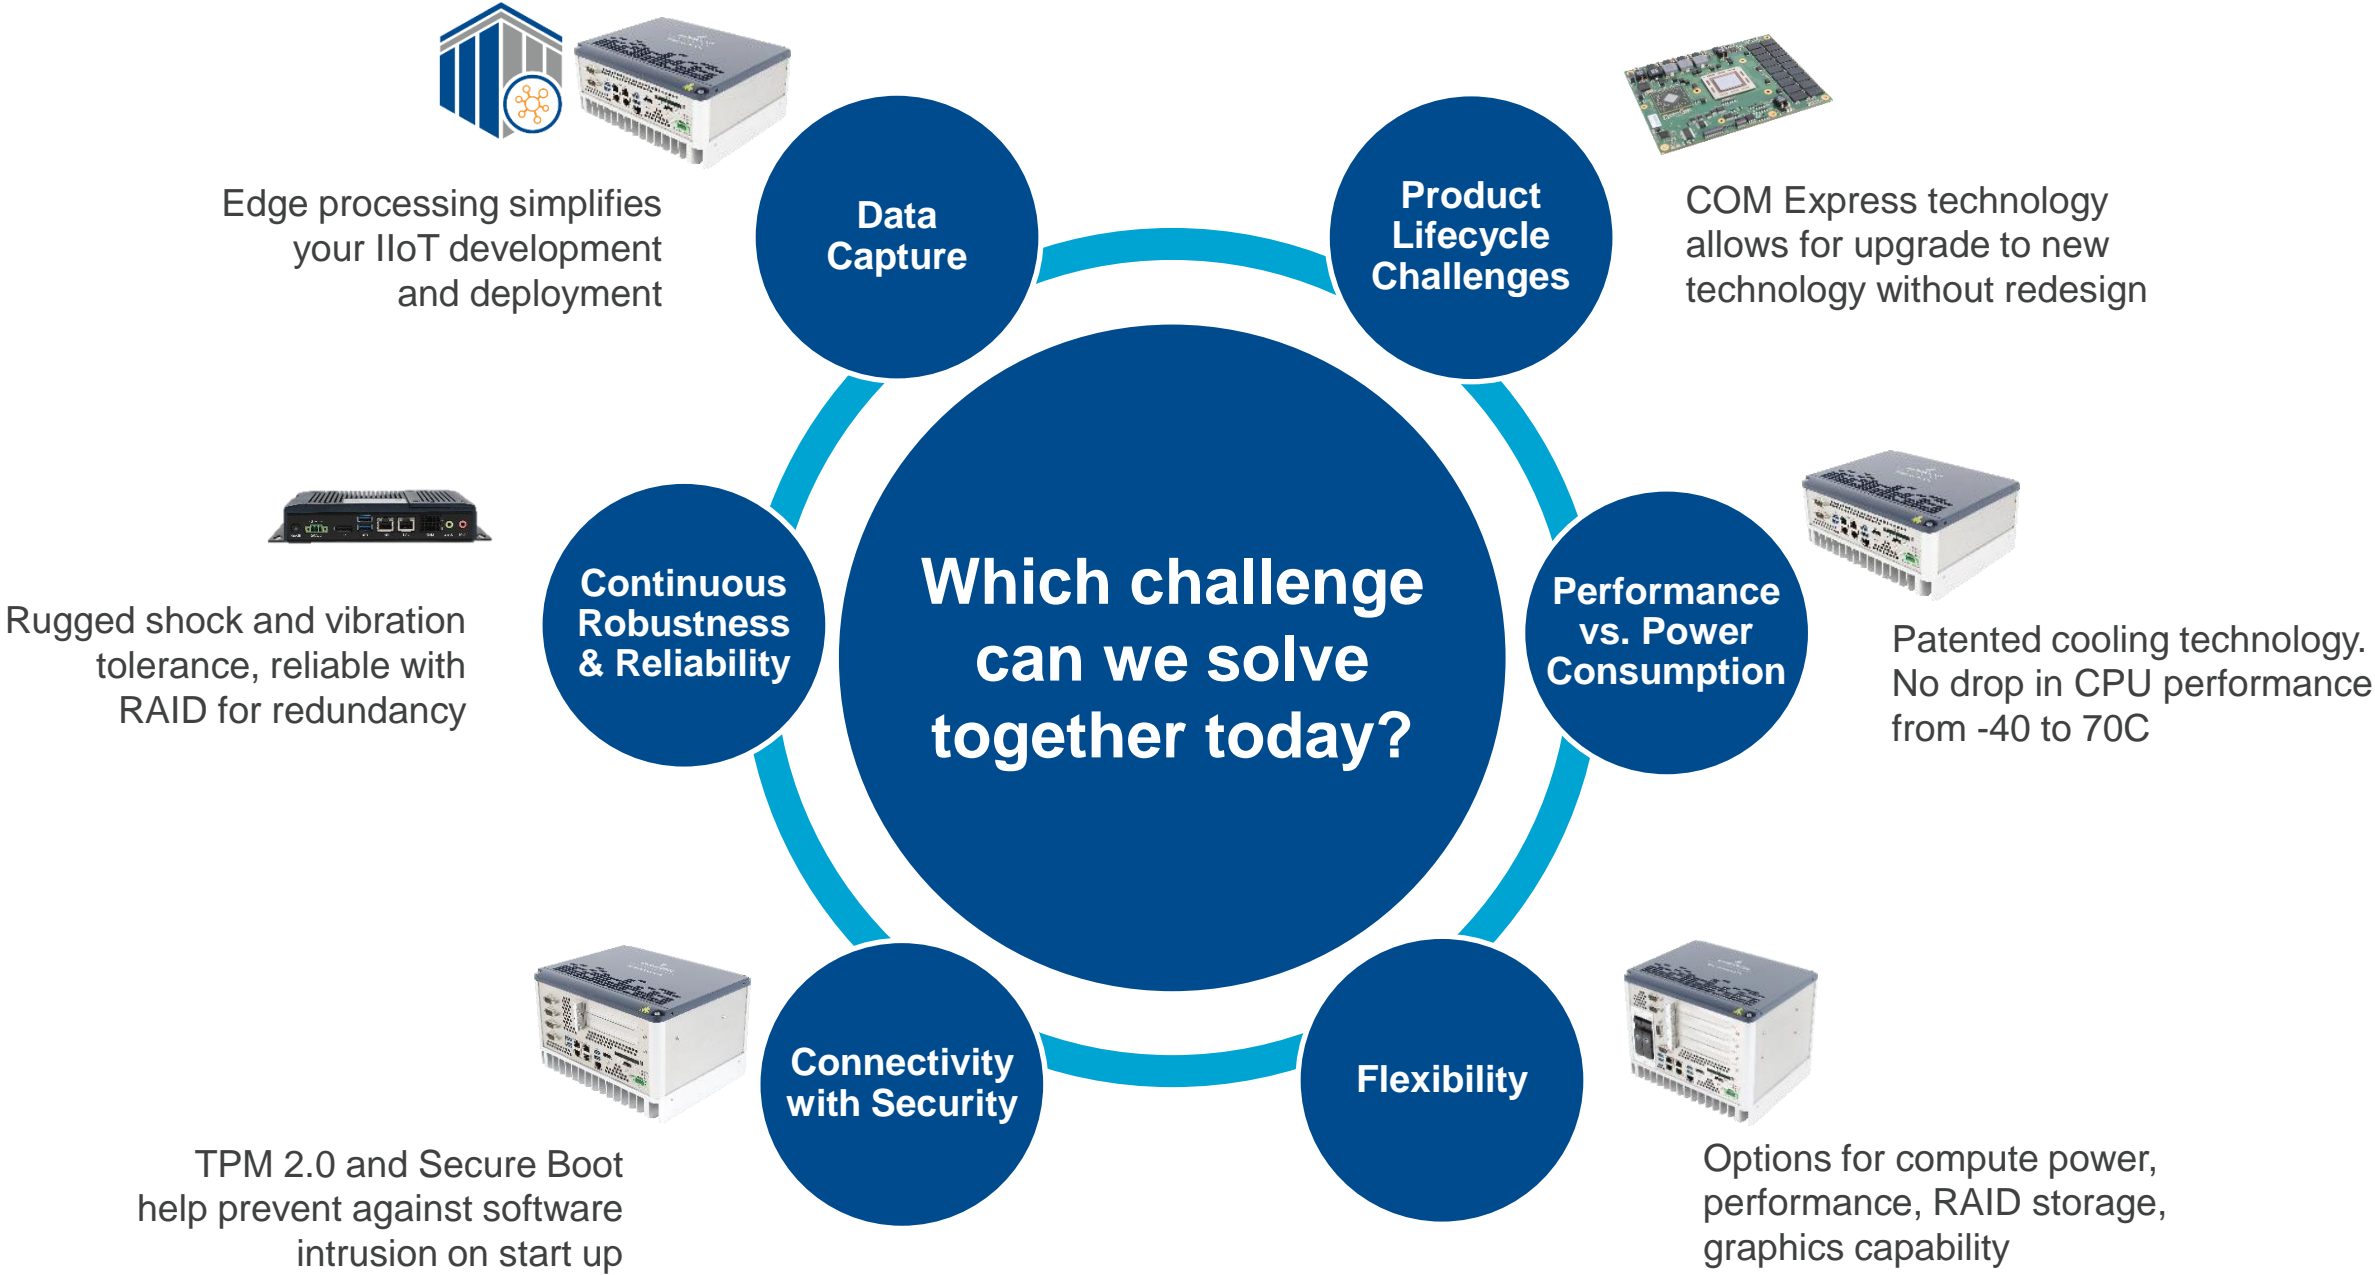 Data
Capture
Edge processing simplifies
your IIoT development
and deployment
Product
Lifecycle
Challenges
COM Express technology
allows for upgrade to new
technology without redesign
Continuous
Robustness
& Reliability
Rugged shock and vibration
tolerance, reliable with
RAID for redundancy
Which challenge
can we solve
together today?
Performance
vs. Power
Consumption
Patented cooling technology.
No drop in CPU performance
from -40 to 70C
Connectivity
with Security
TPM 2.0 and Secure Boot
help prevent against software
intrusion on start up
Flexibility
Options for compute power,
performance, RAID storage,
graphics capability